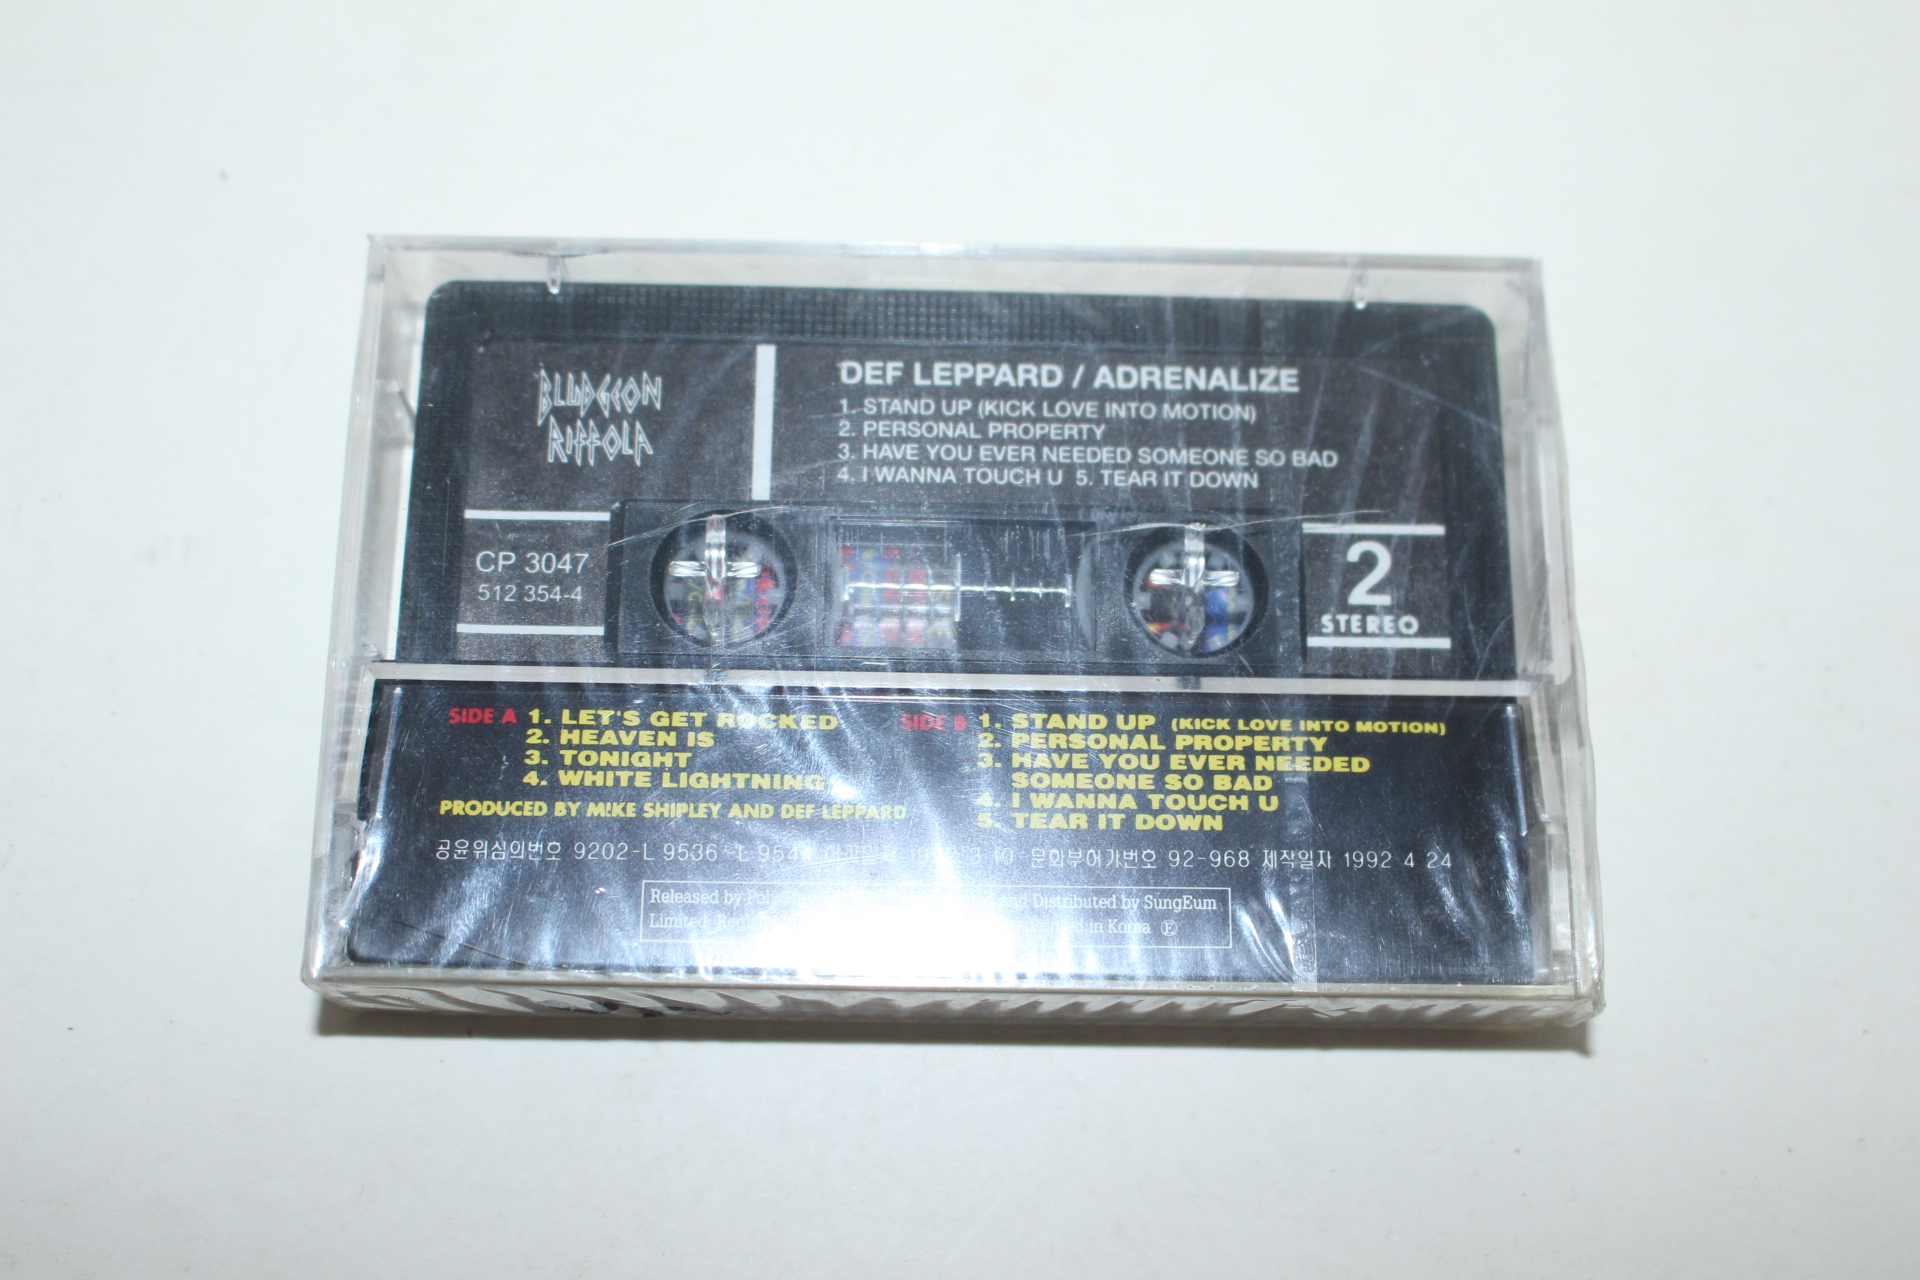 BLUDGEON
RIFFOLA
DEF LEPPARD / ADRENALIZE
1. STAND UP (KICK LOVE INTO MOTION)
2. PERSONAL PROPERTY
3. HAVE YOU EVER NEEDED SOMEONE SO BAD
4. I WANNA TOUCH U 5. TEAR IT DOWN
CP 3047
512 354-4
2
STEREO
SIDE A 1. LET'S GET ROCKED
2. HEAVEN IS
3. TONIGHT
4. WHITE LIGHTNING
PRODUCED BY MIKE SHIPLEY AND DEF LEPPARD
SIDE B 1. STAND UP (KICK LOVE INTO MOTION)
2. PERSONAL PROPERTY
3. HAVE YOU EVER NEEDED
SOMEONE SO BAD
4. I WANNA TOUCH U
5. TEAR IT DOWN
공윤위심의번호 9202-L 9536 문화부허가번호 92-968 제작일자 1992 4 24
Released by and Distributed by SungEum
Limited in Korea Ⓔ